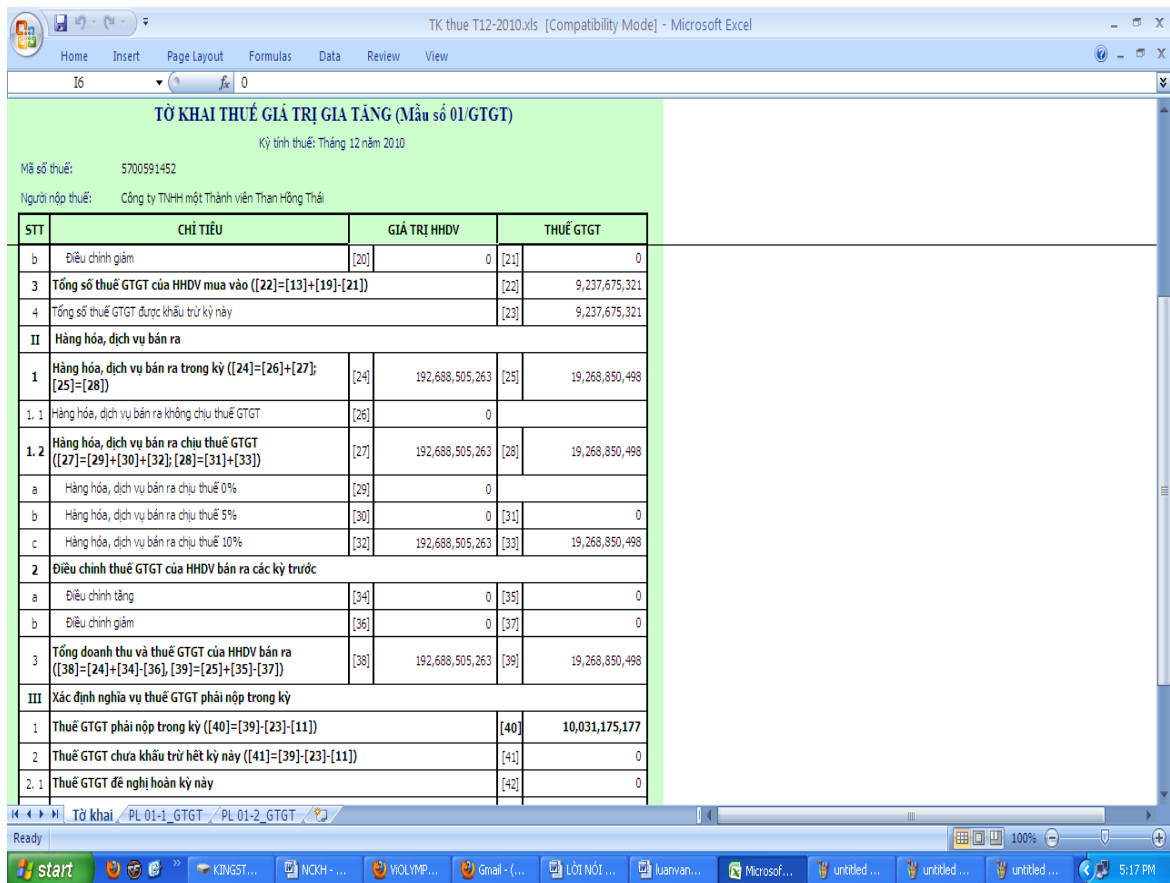 TK thue T12-2010.xls [Compatibility Mode] - Microsoft Excel
Home Insert Page Layout Formulas Data Review View
I6 fx 0
TỜ KHAI THUẾ GIÁ TRỊ GIA TĂNG (Mẫu số 01/GTGT)
Kỳ tính thuế: Tháng 12 năm 2010
Mã số thuế: 5700591452
Người nộp thuế: Công ty TNHH một Thành viên Than Hồng Thái
STT CHỈ TIÊU GIÁ TRỊ HHDV THUẾ GTGT
b Điều chỉnh giảm [20] 0 [21] 0
3 Tổng số thuế GTGT của HHDV mua vào ([22]=[13]+[19]-[21]) [22] 9,237,675,321
4 Tổng số thuế GTGT được khấu trừ kỳ này [23] 9,237,675,321
II Hàng hóa, dịch vụ bán ra
1 Hàng hóa, dịch vụ bán ra trong kỳ ([24]=[26]+[27]; [24] 192,688,505,263 [25] 19,268,850,498
[25]=[28])
1. 1 Hàng hóa, dịch vụ bán ra không chịu thuế GTGT [26] 0
1. 2 Hàng hóa, dịch vụ bán ra chịu thuế GTGT [27] 192,688,505,263 [28] 19,268,850,498
([27]=[29]+[30]+[32]; [28]=[31]+[33])
a Hàng hóa, dịch vụ bán ra chịu thuế 0% [29] 0
b Hàng hóa, dịch vụ bán ra chịu thuế 5% [30] 0 [31] 0
c Hàng hóa, dịch vụ bán ra chịu thuế 10% [32] 192,688,505,263 [33] 19,268,850,498
2 Điều chỉnh thuế GTGT của HHDV bán ra các kỳ trước
a Điều chỉnh tăng [34] 0 [35] 0
b Điều chỉnh giảm [36] 0 [37] 0
3 Tổng doanh thu và thuế GTGT của HHDV bán ra [38] 192,688,505,263 [39] 19,268,850,498
([38]=[24]+[34]-[36], [39]=[25]+[35]-[37])
III Xác định nghĩa vụ thuế GTGT phải nộp trong kỳ
1 Thuế GTGT phải nộp trong kỳ ([40]=[39]-[23]-[11]) [40] 10,031,175,177
2 Thuế GTGT chưa khấu trừ hết kỳ này ([41]=[39]-[23]-[11]) [41] 0
2. 1 Thuế GTGT đề nghị hoàn kỳ này [42] 0
Tờ khai PL 01-1_GTGT PL 01-2_GTGT
Ready 100%
start KINGST... NCKH - ... ViOLYMP... Gmail - (... LỜI NÓI ... luanvan... Microsof... untitled ... untitled ... untitled ... 5:17 PM